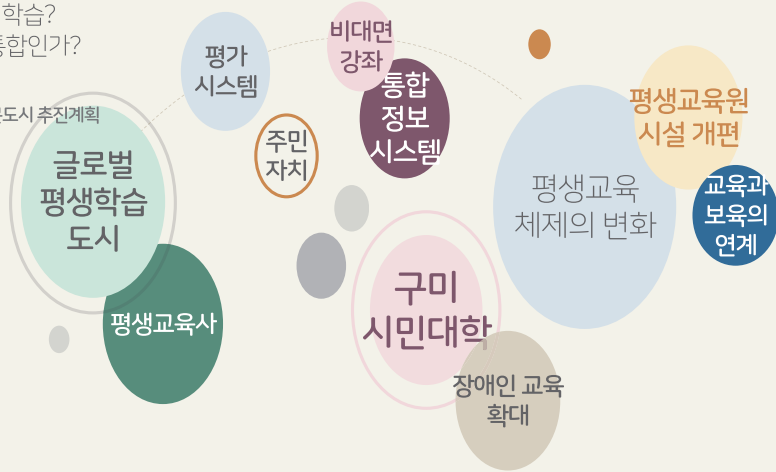 학습?
통합인가?
도시 추진계획
평가
시스템
비대면
강좌
통합
정보
시스템
주민
자치
글로벌
평생학습
도시
평생교육사
구미
시민대학
장애인 교육
확대
평생교육
체제의 변화
평생교육원
시설 개편
교육과
보육의
연계